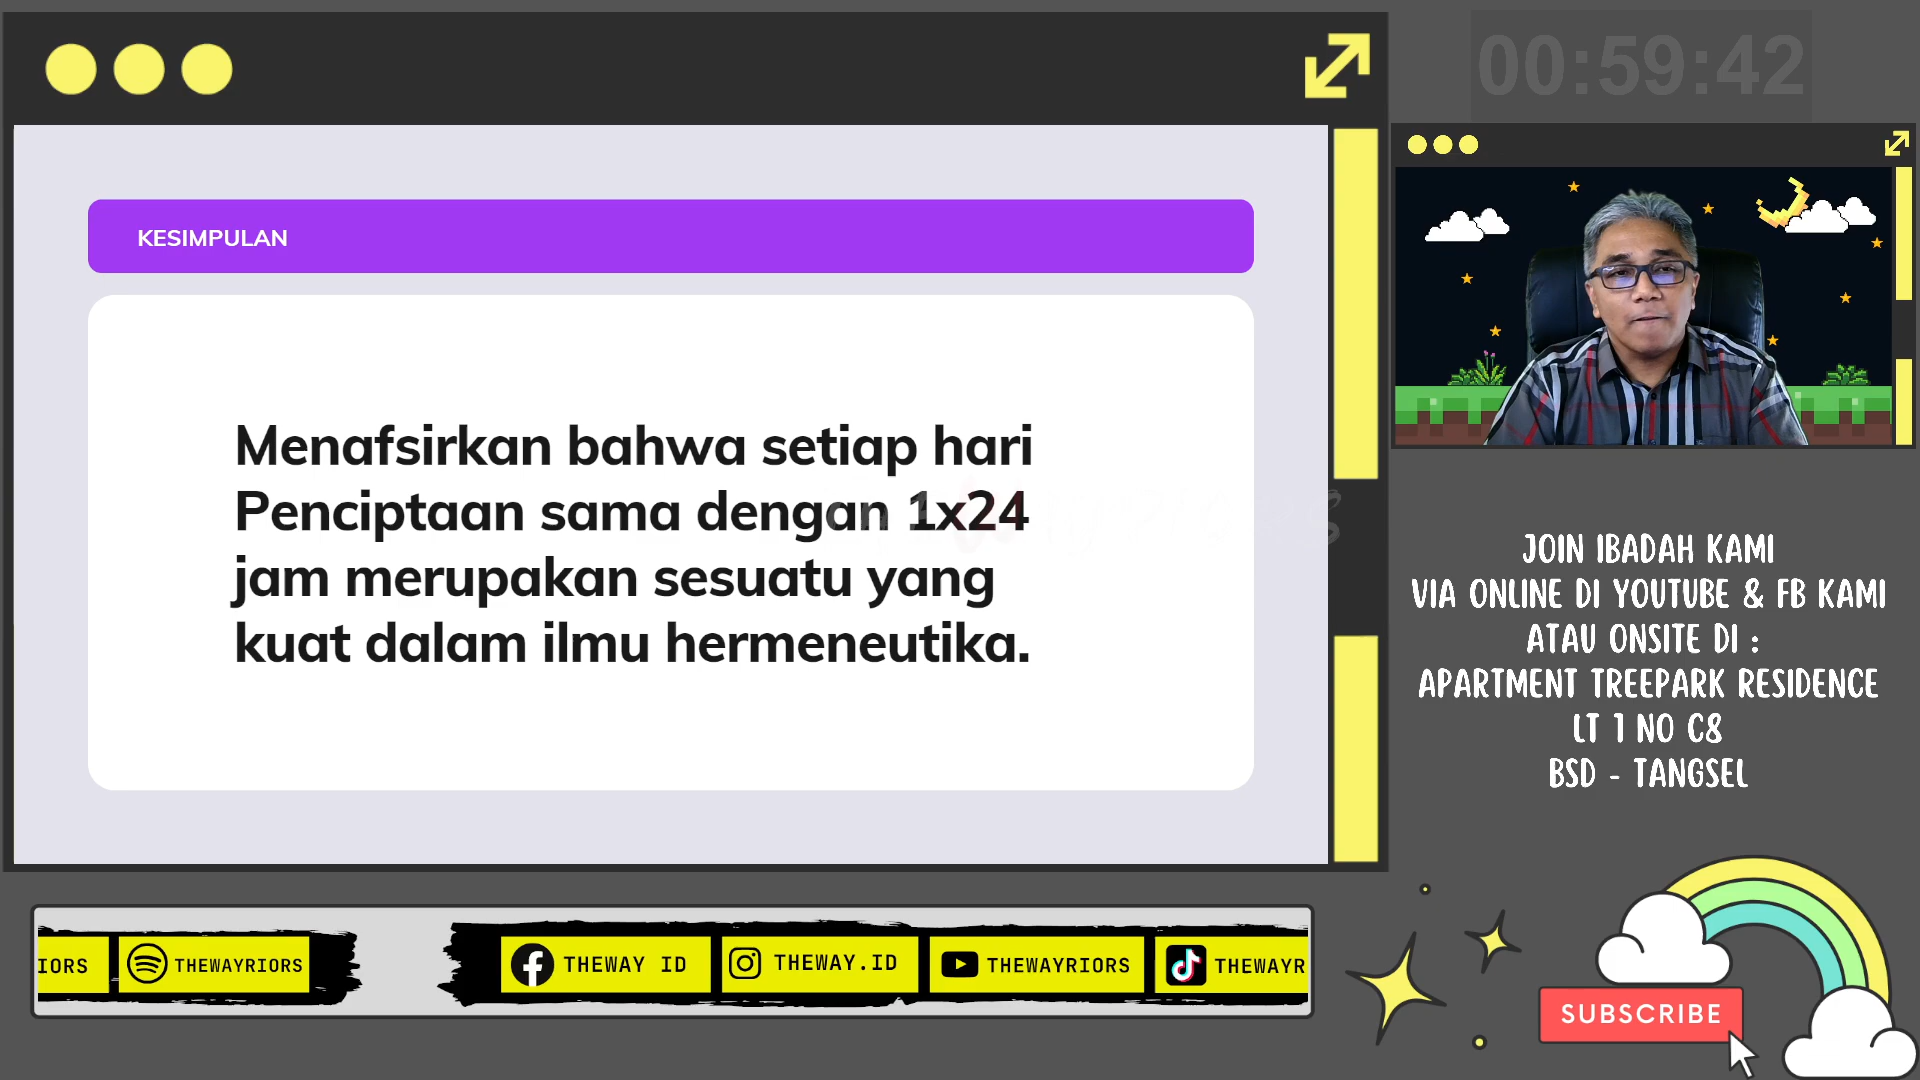 00:59:42
KESIMPULAN
Menafsirkan bahwa setiap hari
Penciptaan sama dengan 1x24
jam merupakan sesuatu yang
kuat dalam ilmu hermeneutika.
JOIN IBADAH KAMI
VIA ONLINE DI YOUTUBE & FB KAMI
ATAU ONSITE DI :
APARTMENT TREEPARK RESIDENCE
LT 1 NO C8
BSD - TANGSEL
IORS
THEWAYRIORS
THEWAY ID
THEWAY.ID
THEWAYRIORS
THEWAYR
SUBSCRIBE